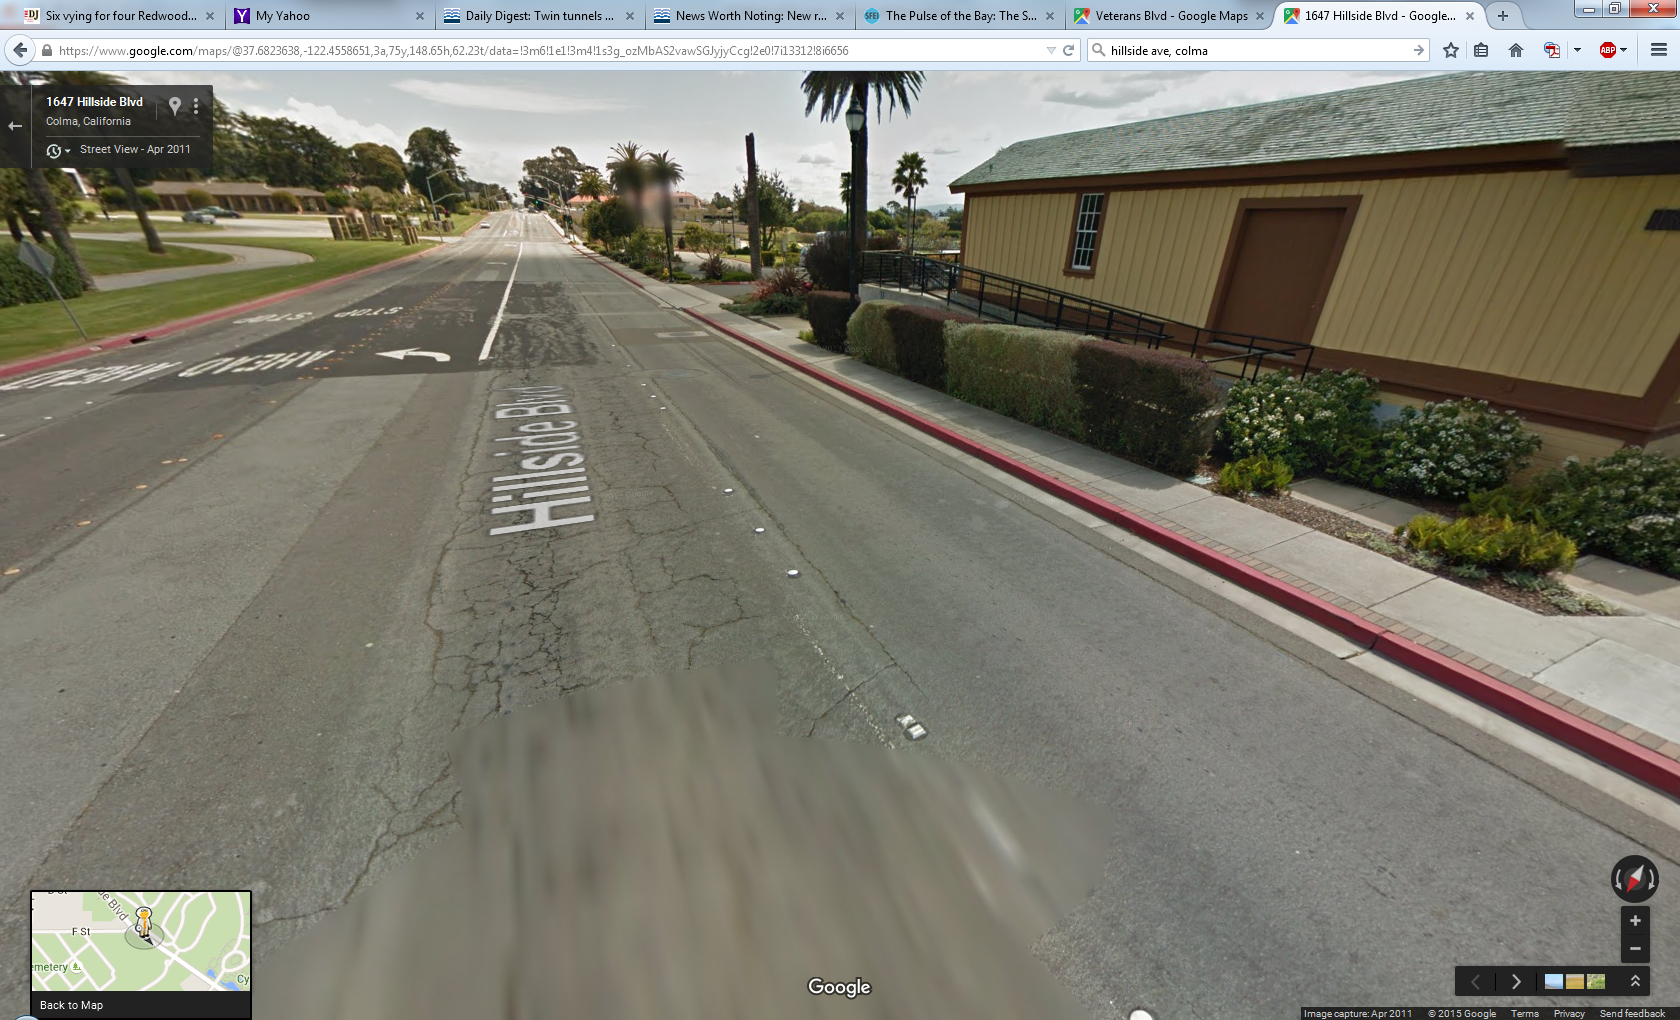 Six vying for four Redwood...
My Yahoo
Daily Digest: Twin tunnels ...
News Worth Noting: New r...
The Pulse of the Bay: The S...
Veterans Blvd - Google Maps
1647 Hillside Blvd - Google...
https://www.google.com/maps/@37.6823638,-122.4558651,3a,75y,148.65h,62.23t/data=!3m6!1e1!3m4!1s3g_ozMbAS2vawSGJyjyCcg!2e0!7i13312!8i6656
hillside ave, colma
ABP
1647 Hillside Blvd
Colma, California
Street View - Apr 2011
STOP STOP
AHEAD AHEAD
Hillside Blvd
F St
emetery
Cy
Back to Map
Google
Image capture: Apr 2011 © 2015 Google Terms Privacy Send feedback